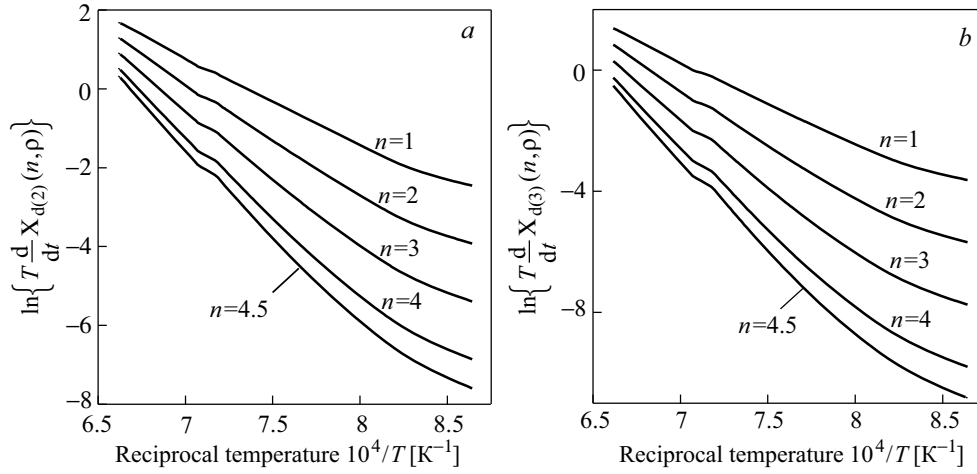 a
ln{T d/dt X_d(2) (n,ρ)}
2
0
−2
−4
−6
−8
n=1
n=2
n=3
n=4
n=4.5
6.5 7 7.5 8 8.5
Reciprocal temperature 10^4/T [K^−1]
b
ln{T d/dt X_d(3) (n,ρ)}
0
−4
−8
n=1
n=2
n=3
n=4
n=4.5
6.5 7 7.5 8 8.5
Reciprocal temperature 10^4/T [K^−1]